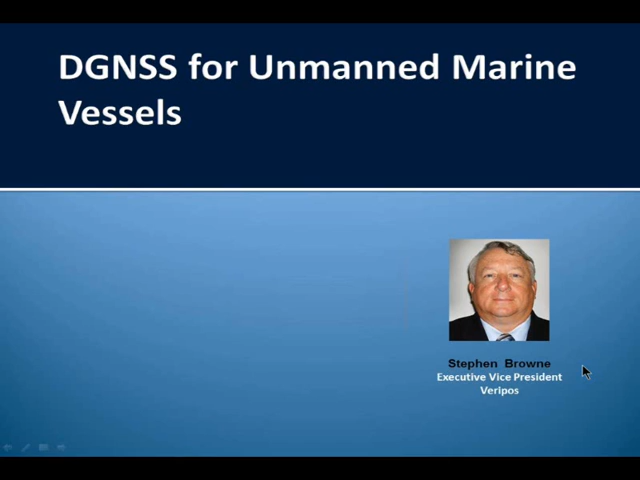 DGNSS for Unmanned Marine
Vessels
Stephen Browne
Executive Vice President
Veripos